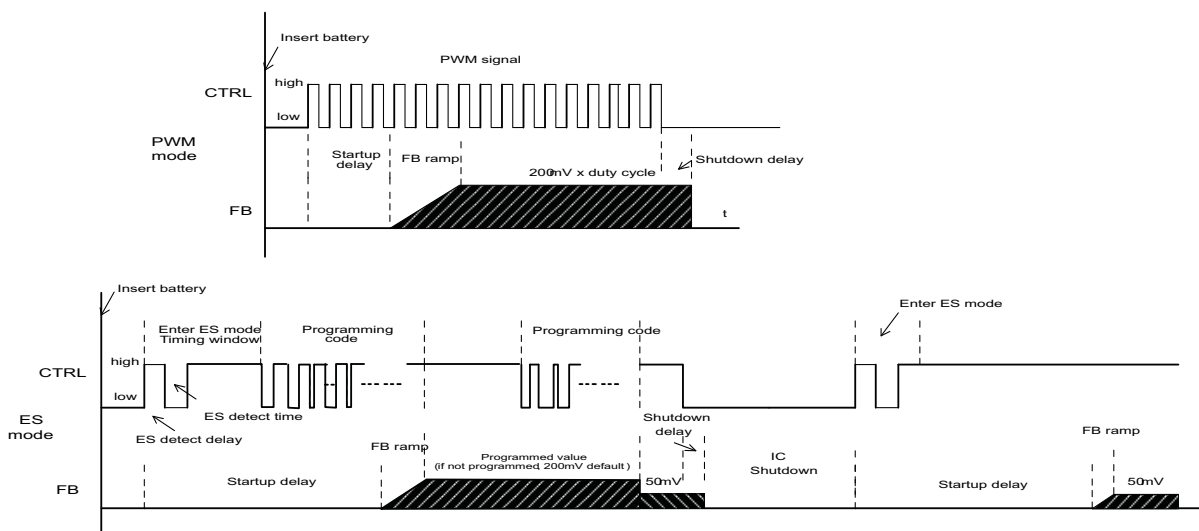 Insert battery
PWM signal
CTRL
high
low
PWM
mode
Startup
delay
FB ramp
Shutdown delay
200mV x duty cycle
FB
t
Insert battery
Enter ES mode
Enter ES mode
Timing window
Programming
code
Programming code
CTRL
high
low
ES
mode
ES detect time
ES detect delay
Shutdown
delay
FB ramp
FB ramp
Programmed value
(if not programmed, 200mV default)
50mV
IC
Shutdown
Startup delay
Startup delay
50mV
FB